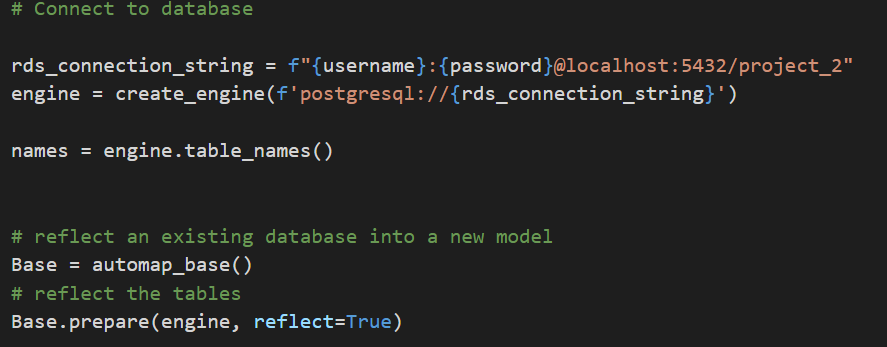 # Connect to database
rds_connection_string = f"{username}:{password}@localhost:5432/project_2"
engine = create_engine(f'postgresql://{rds_connection_string}')
names = engine.table_names()
# reflect an existing database into a new model
Base = automap_base()
# reflect the tables
Base.prepare(engine, reflect=True)